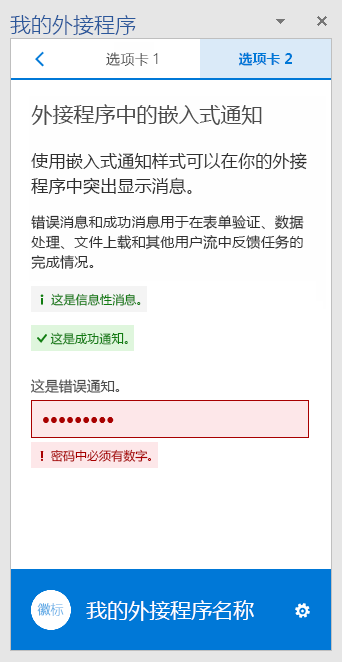 我的外接程序
选项卡 1
选项卡 2
外接程序中的嵌入式通知
使用嵌入式通知样式可以在你的外接
程序中突出显示消息。
错误消息和成功消息用于在表单验证、数据
处理、文件上载和其他用户流中反馈任务的
完成情况。
这是信息性消息。
这是成功通知。
这是错误通知。
●●●●●●●●●
密码中必须有数字。
徽标
我的外接程序名称